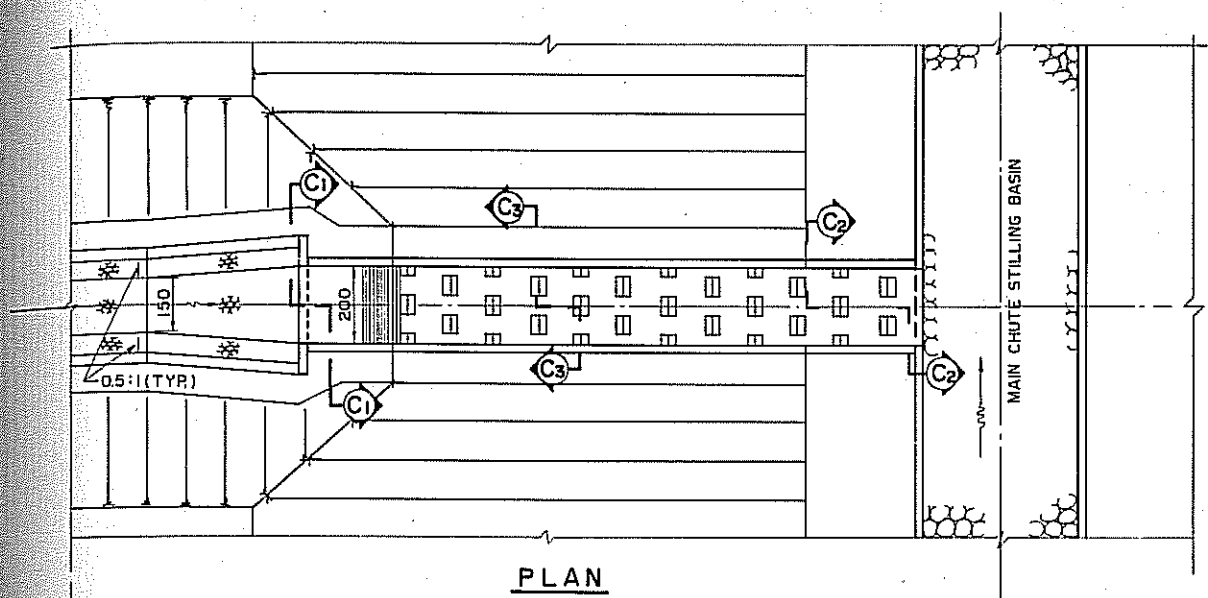 C1
C3
C2
150
200
MAIN CHUTE STILLING BASIN
0.5:1 (TYP.)
C3
C2
C1
PLAN